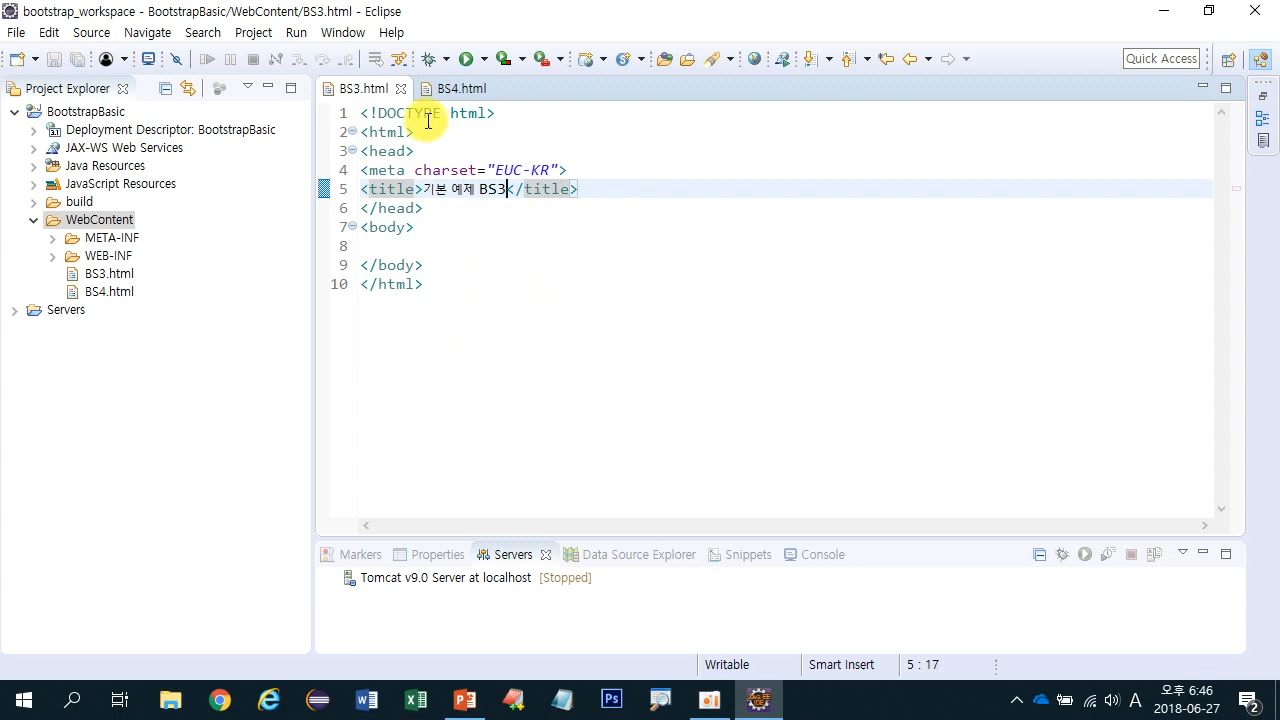 bootstrap_workspace - BootstrapBasic/WebContent/BS3.html - Eclipse
File Edit Source Navigate Search Project Run Window Help
Quick Access
Project Explorer
BS3.html
BS4.html
BootstrapBasic
Deployment Descriptor: BootstrapBasic
JAX-WS Web Services
Java Resources
JavaScript Resources
build
WebContent
META-INF
WEB-INF
BS3.html
BS4.html
Servers
1 <!DOCTYPE html>
2 <html>
3 <head>
4 <meta charset="EUC-KR">
5 <title>기본 예제 BS3</title>
6 </head>
7 <body>
8
9 </body>
10 </html>
Markers Properties Servers Data Source Explorer Snippets Console
Tomcat v9.0 Server at localhost [Stopped]
Writable Smart Insert 5 : 17
A 오후 6:46
2018-06-27
2